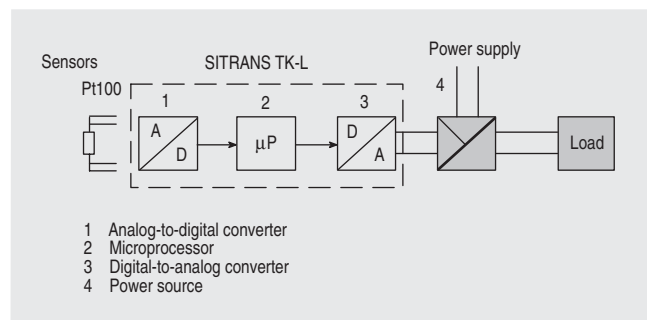 Power supply
Sensors
SITRANS TK-L
Pt100
1
2
3
4
A
D
µP
D
A
Load
1 Analog-to-digital converter
2 Microprocessor
3 Digital-to-analog converter
4 Power source